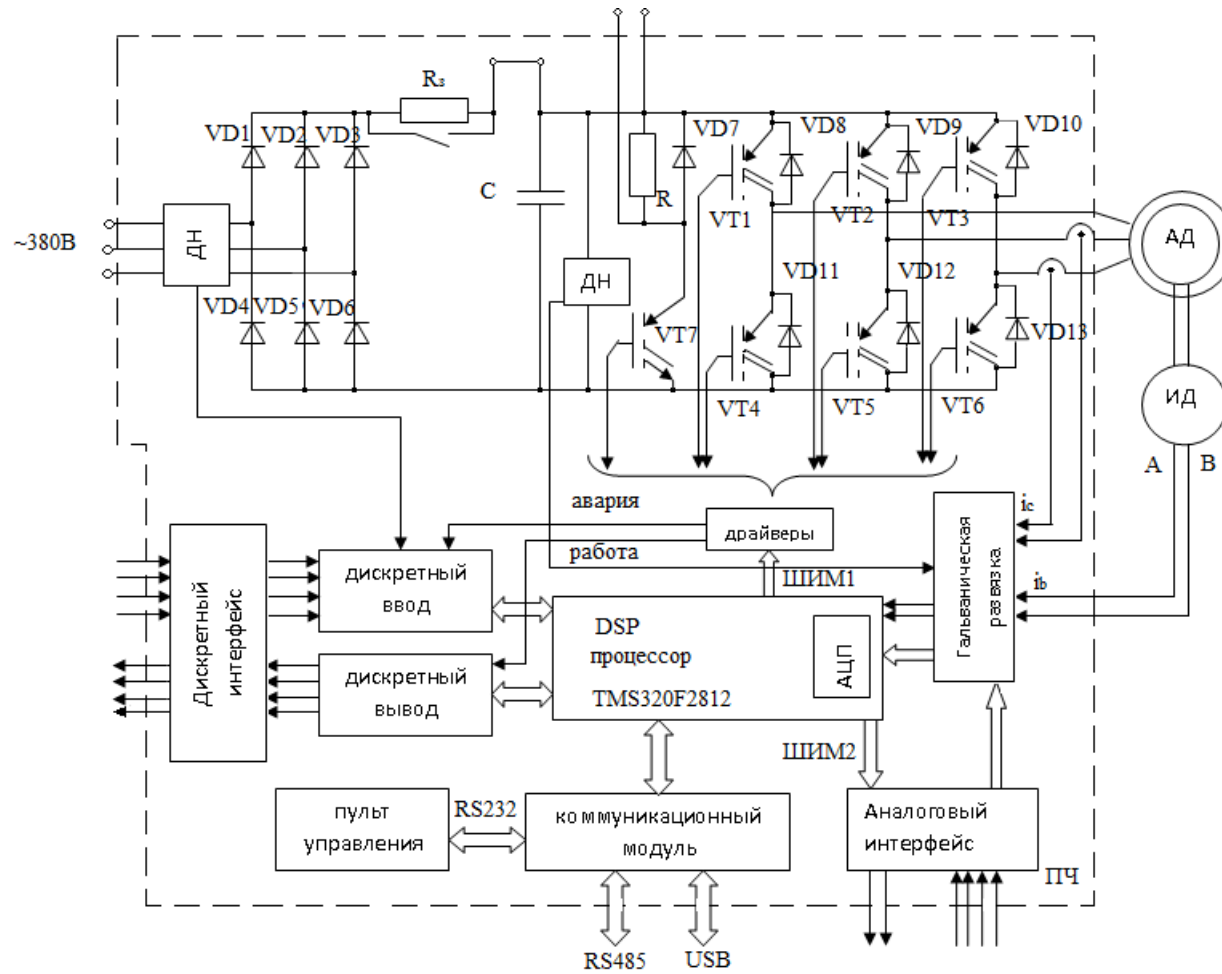 Rз
VD1
VD2
VD3
VD7
VD8
VD9
VD10
C
R
VT1
VT2
VT3
~380В
ДН
АД
ДН
VD11
VD12
VD4
VD5
VD6
VT7
VD13
VT4
VT5
VT6
ИД
A
B
авария
iс
драйверы
работа
ШИМ1
Дискретный
интерфейс
дискретный
ввод
Гальваническая
развязка
ib
DSP
процессор
TMS320F2812
АЦП
дискретный
вывод
ШИМ2
пульт
управления
RS232
коммуникационный
модуль
Аналоговый
интерфейс
ПЧ
RS485
USB